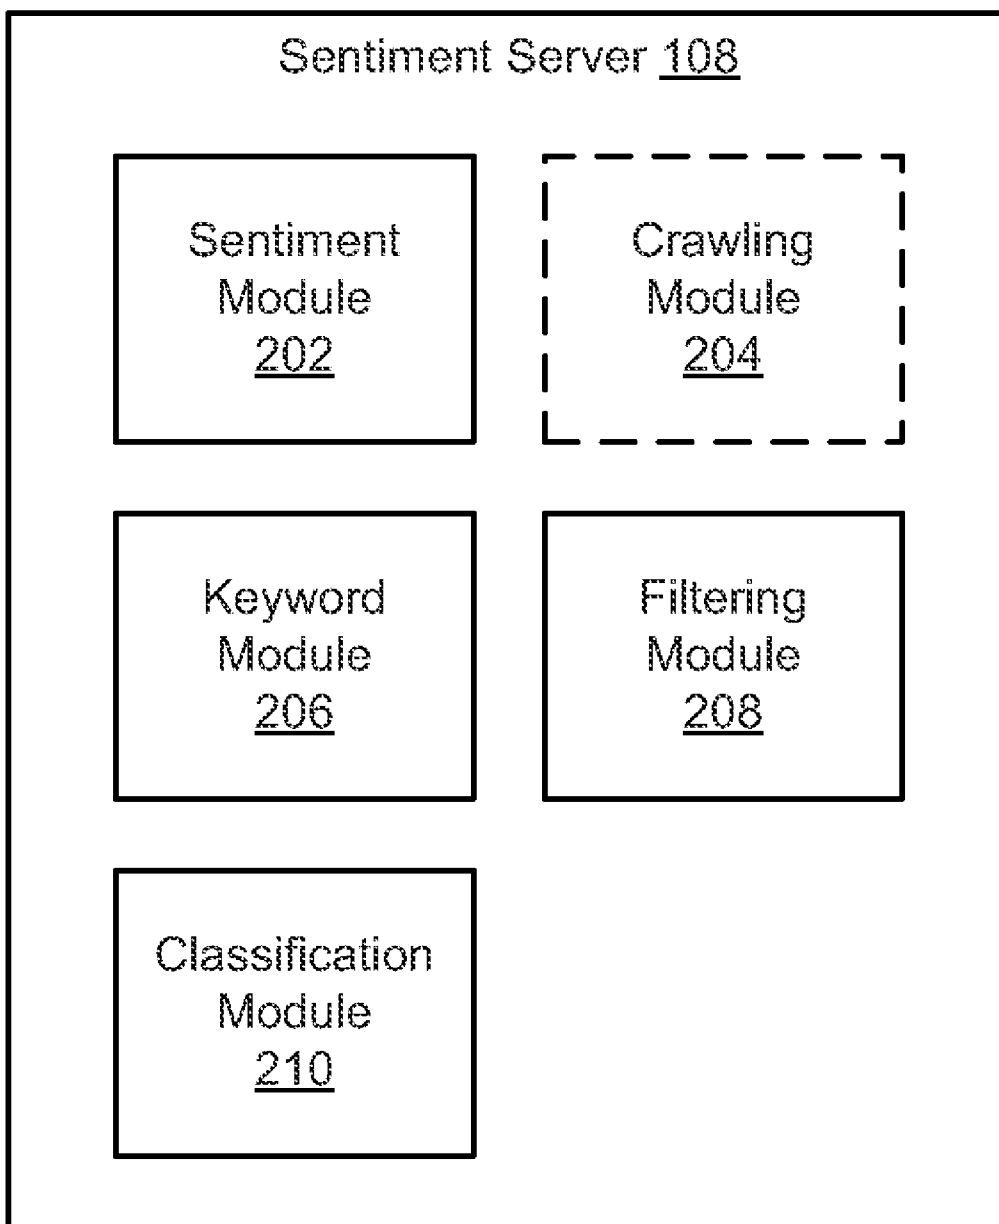 Sentiment Server 108
Sentiment
Module
202
Crawling
Module
204
Keyword
Module
206
Filtering
Module
208
Classification
Module
210